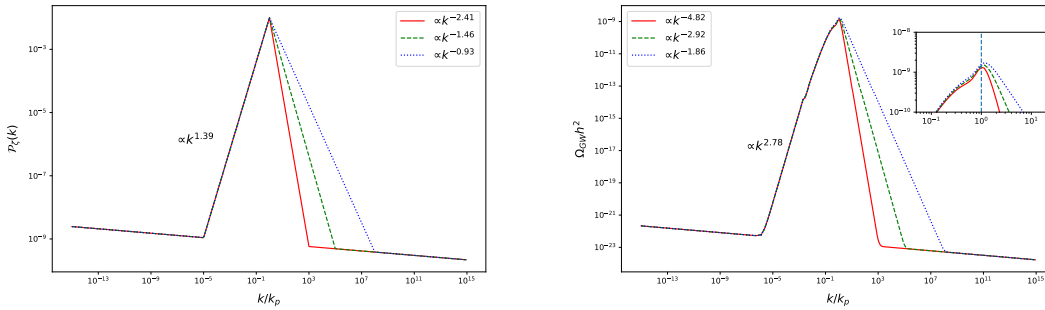 ∝k^−2.41
∝k^−1.46
∝k^−0.93
10^−3
10^−5
10^−7
10^−9
𝒫_ζ(k)
∝k^1.39
10^−13 10^−9 10^−5 10^−1 10^3 10^7 10^11 10^15
k/k_p
∝k^−4.82
∝k^−2.92
∝k^−1.86
10^−9
10^−11
10^−13
10^−15
10^−17
10^−19
10^−21
10^−23
Ω_GW h^2
∝k^2.78
10^−8
10^−9
10^−10
10^−1 10^0 10^1
10^−13 10^−9 10^−5 10^−1 10^3 10^7 10^11 10^15
k/k_p